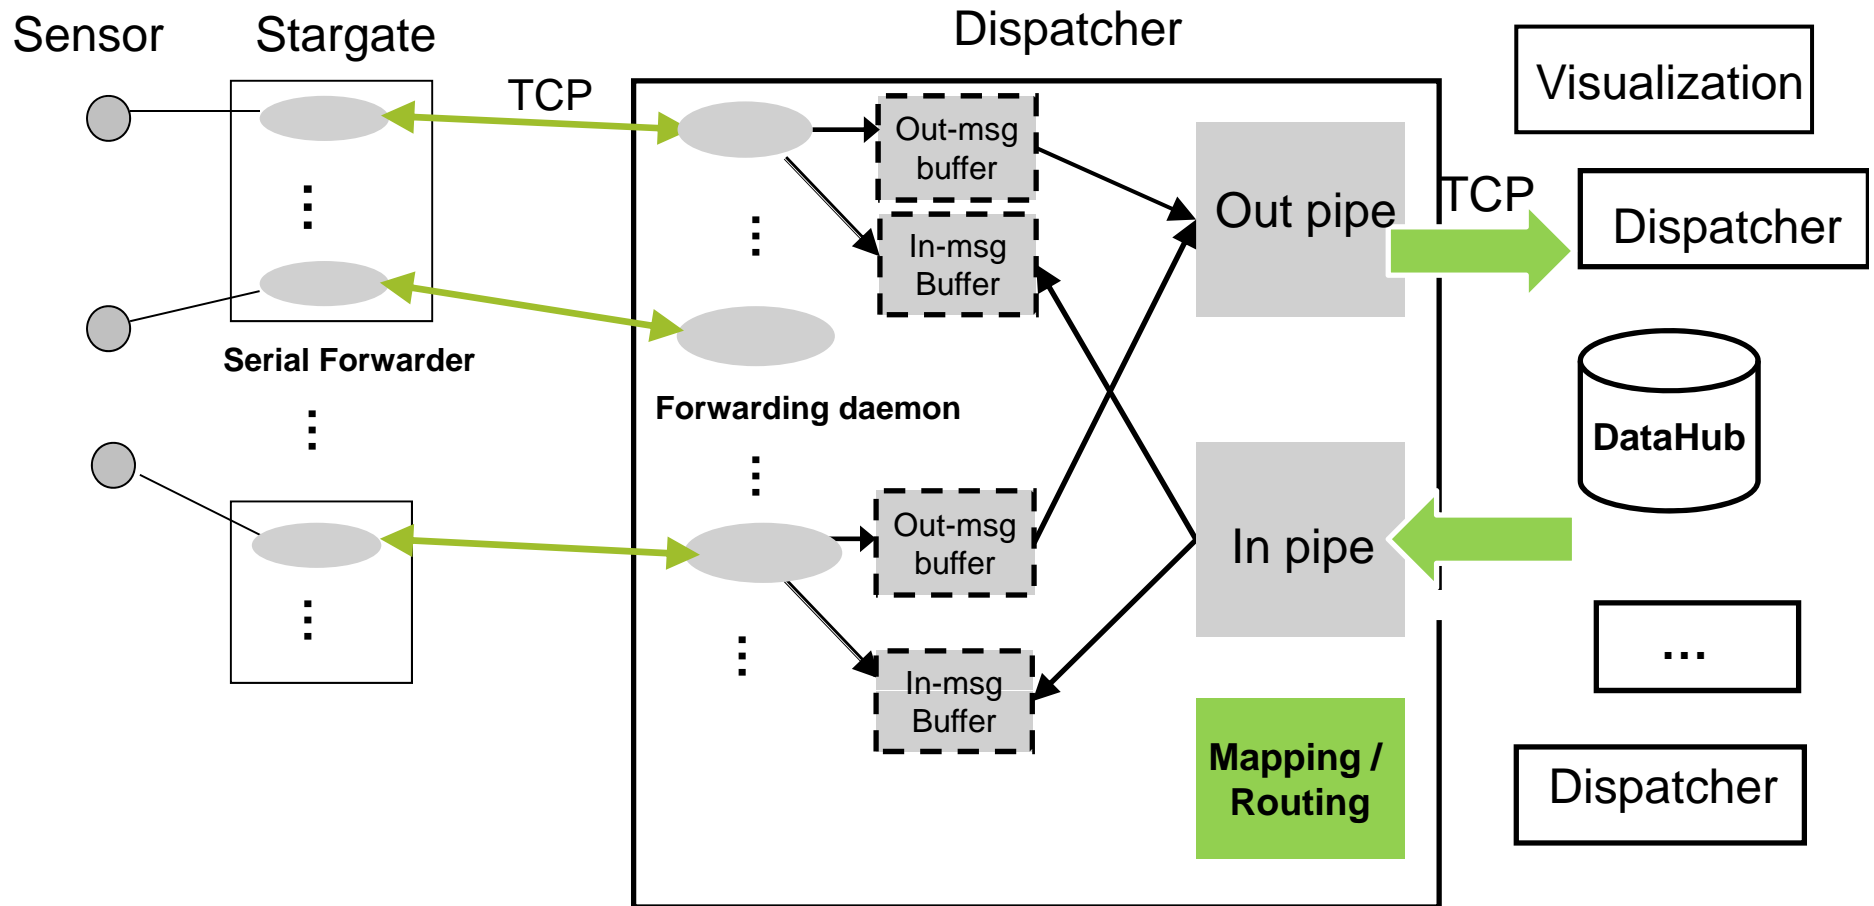 Sensor
Stargate
Dispatcher
TCP
Serial Forwarder
Forwarding daemon
Out-msg
buffer
In-msg
Buffer
Out-msg
buffer
In-msg
Buffer
Out pipe
In pipe
Mapping /
Routing
TCP
Visualization
Dispatcher
DataHub
...
Dispatcher